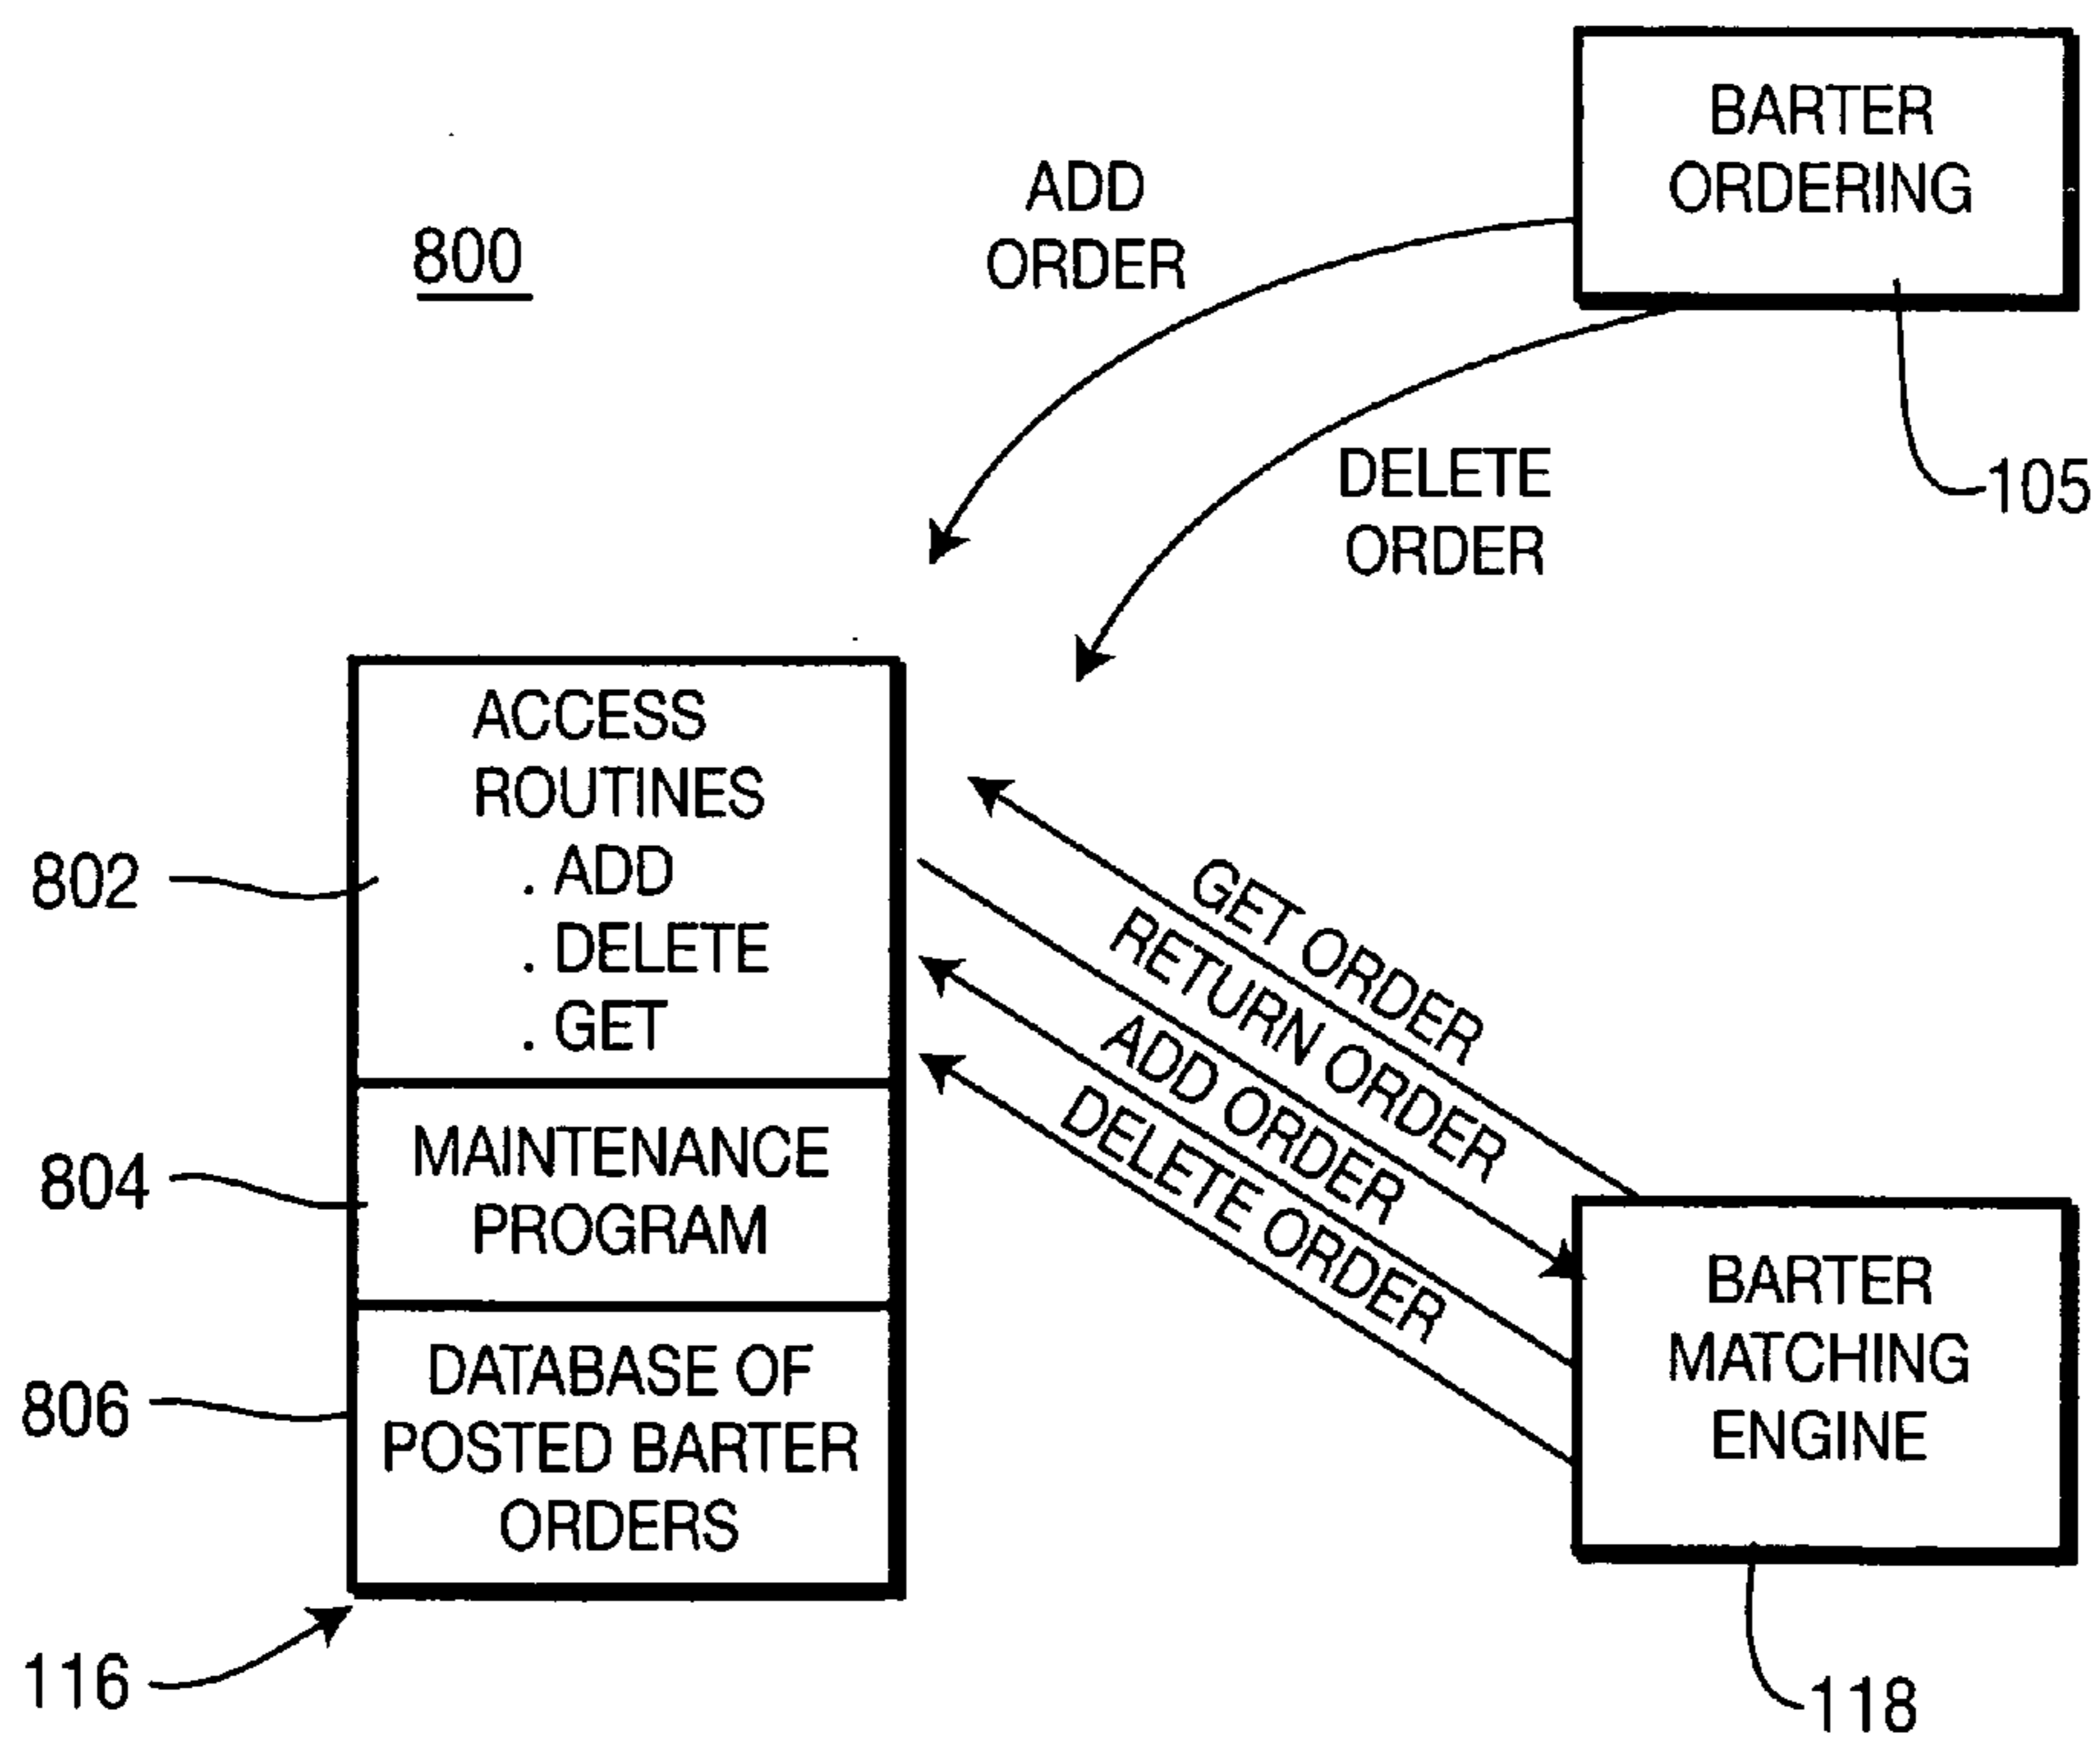 800
BARTER
ORDERING
105
ADD
ORDER
DELETE
ORDER
ACCESS
ROUTINES
. ADD
. DELETE
. GET
802
MAINTENANCE
PROGRAM
804
DATABASE OF
POSTED BARTER
ORDERS
806
116
GET ORDER
RETURN ORDER
ADD ORDER
DELETE ORDER
BARTER
MATCHING
ENGINE
118